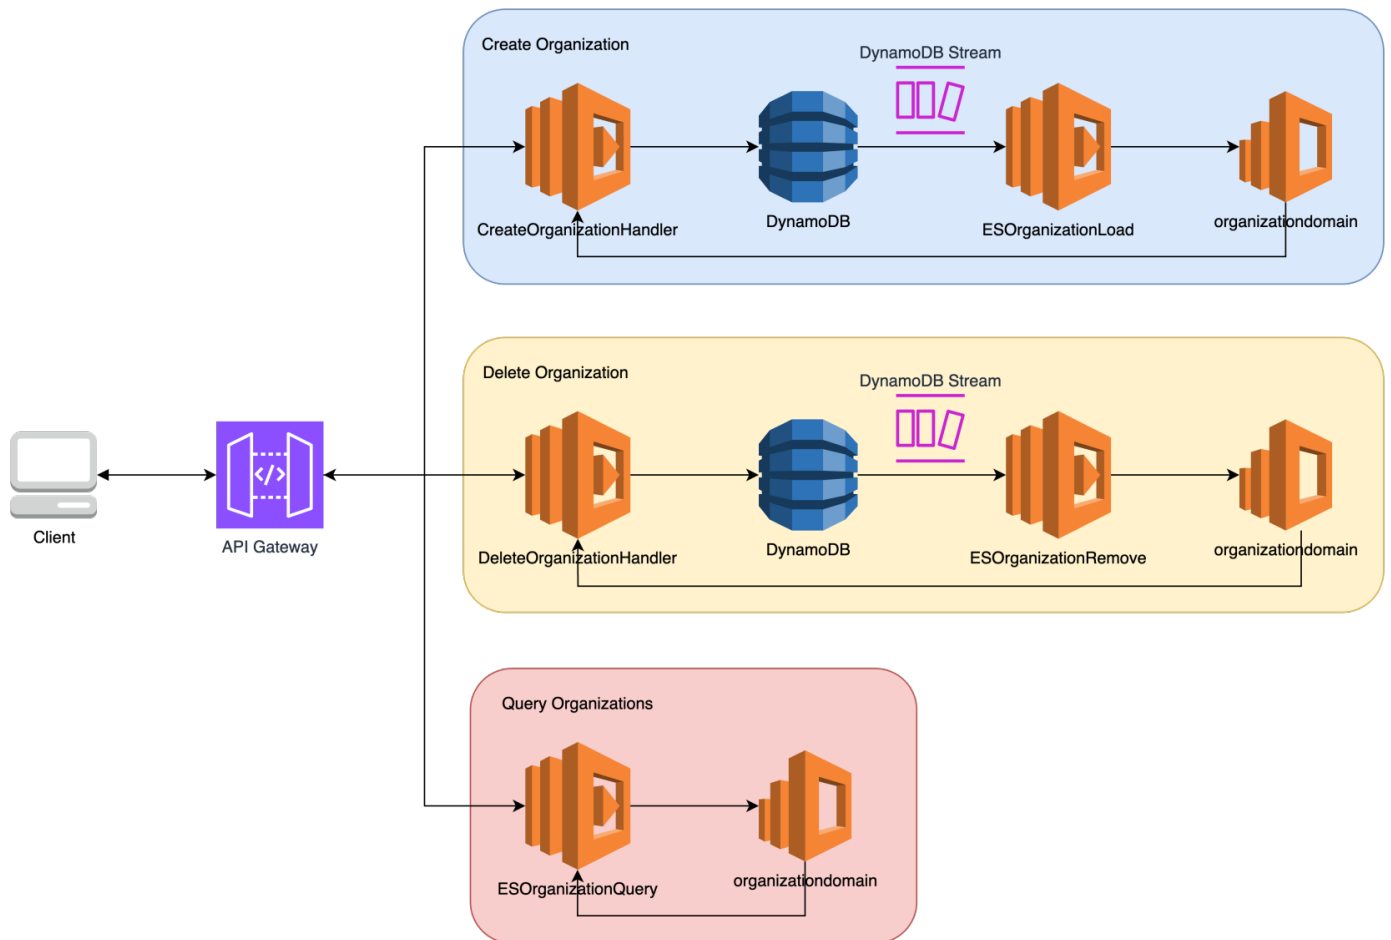 Create Organization
DynamoDB Stream
CreateOrganizationHandler
DynamoDB
ESOrganizationLoad
organizationdomain
Delete Organization
DynamoDB Stream
DeleteOrganizationHandler
DynamoDB
ESOrganizationRemove
organizationdomain
Client
</>
API Gateway
Query Organizations
ESOrganizationQuery
organizationdomain